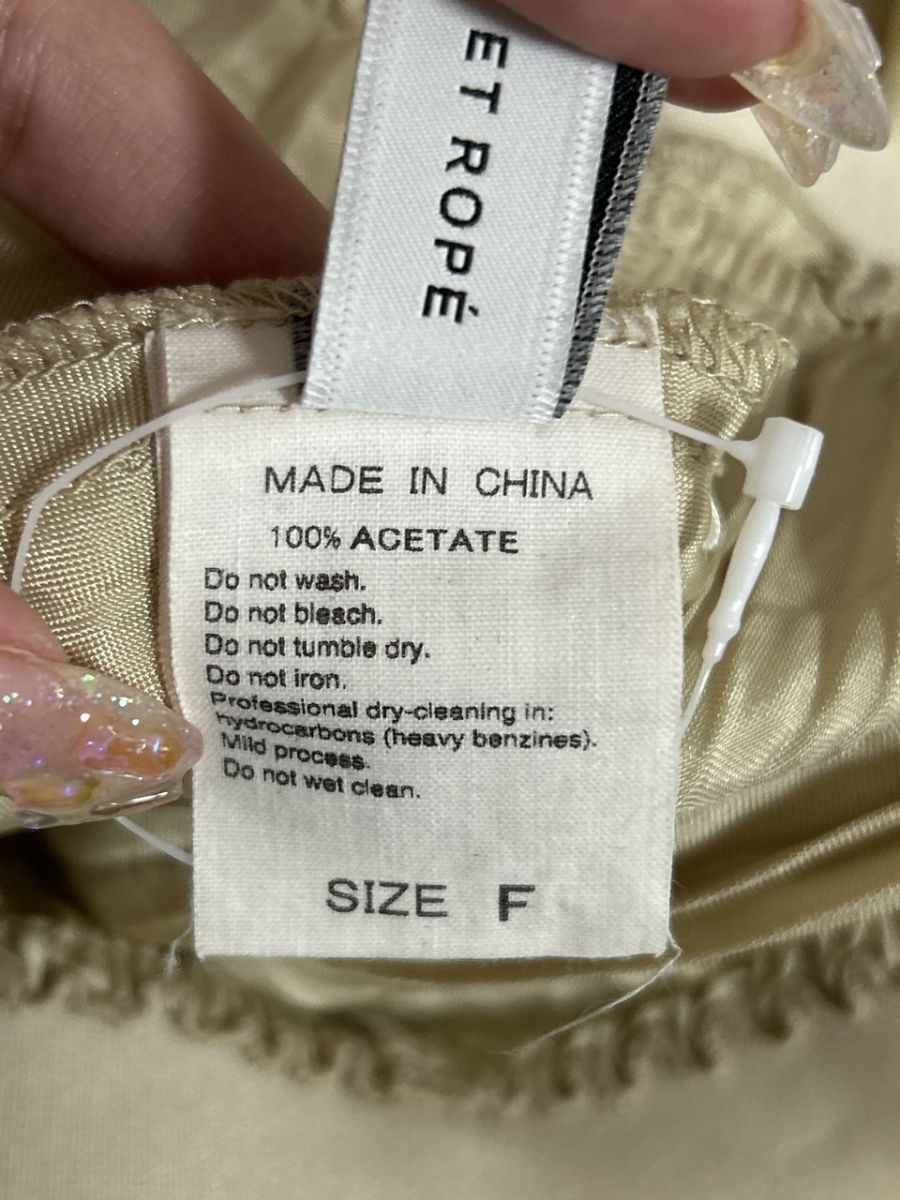 ET ROPÉ
MADE IN CHINA
100% ACETATE
Do not wash.
Do not bleach.
Do not tumble dry.
Do not iron.
Professional dry-cleaning in:
hydrocarbons (heavy benzines).
Mild process.
Do not wet clean.
SIZE F